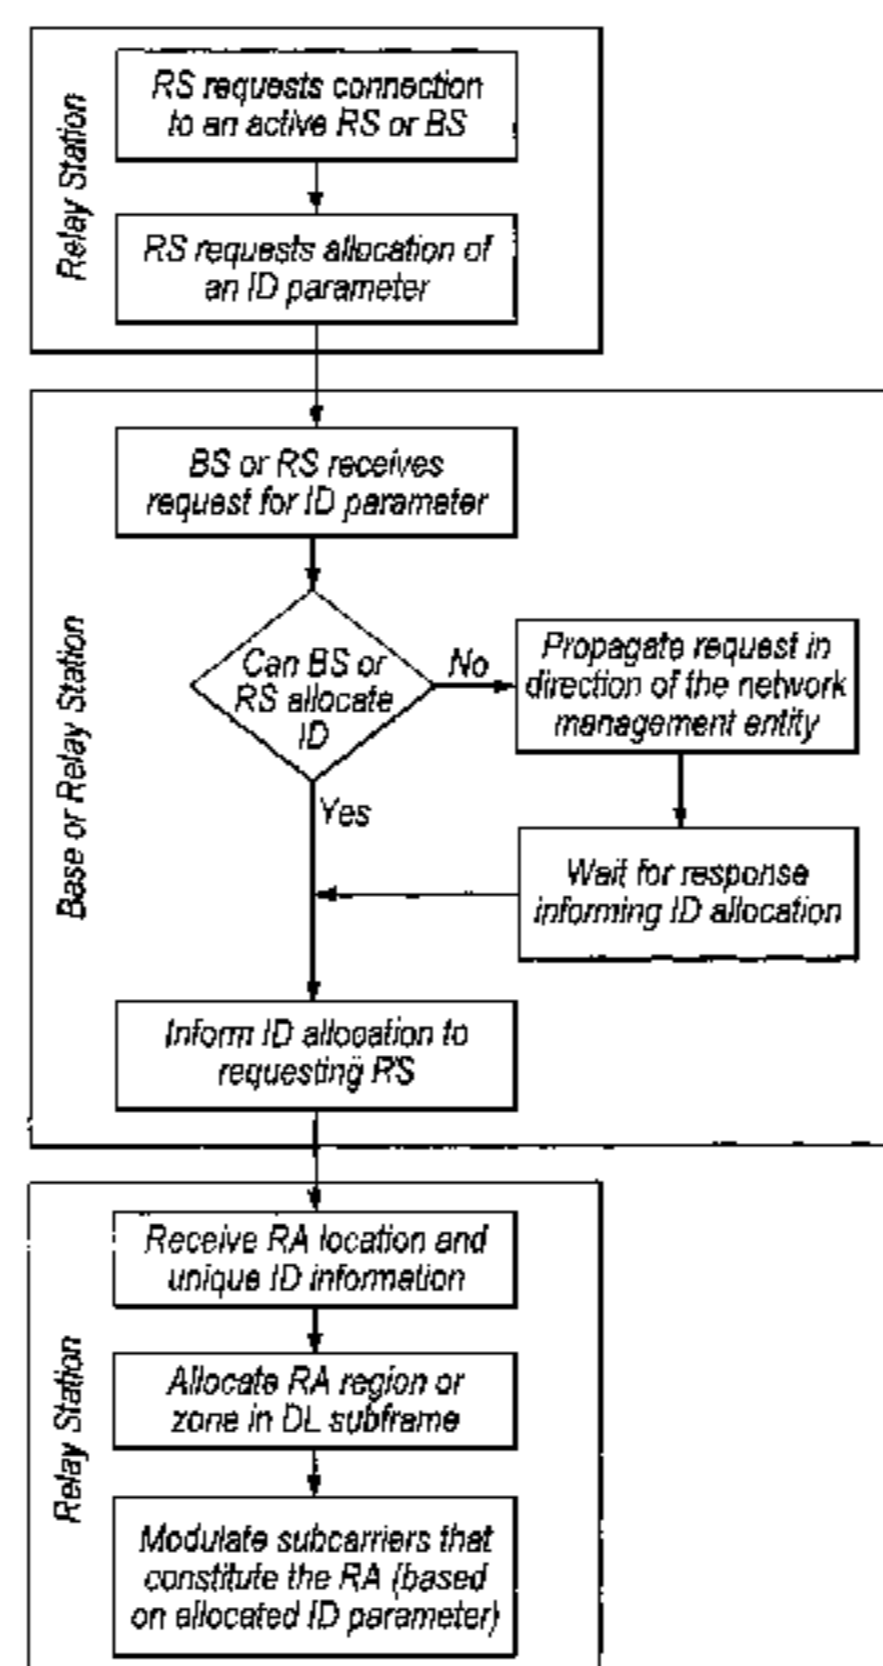 Relay Station
RS requests connection
to an active RS or BS
RS requests allocation of
an ID parameter
Base or Relay Station
BS or RS receives
request for ID parameter
Can BS or
RS allocate
ID
No
Propagate request in
direction of the network
management entity
Yes
Wait for response
informing ID allocation
Inform ID allocation to
requesting RS
Relay Station
Receive RA location and
unique ID information
Allocate RA region or
zone in DL subframe
Modulate subcarriers that
constitute the RA (based
on allocated ID parameter)